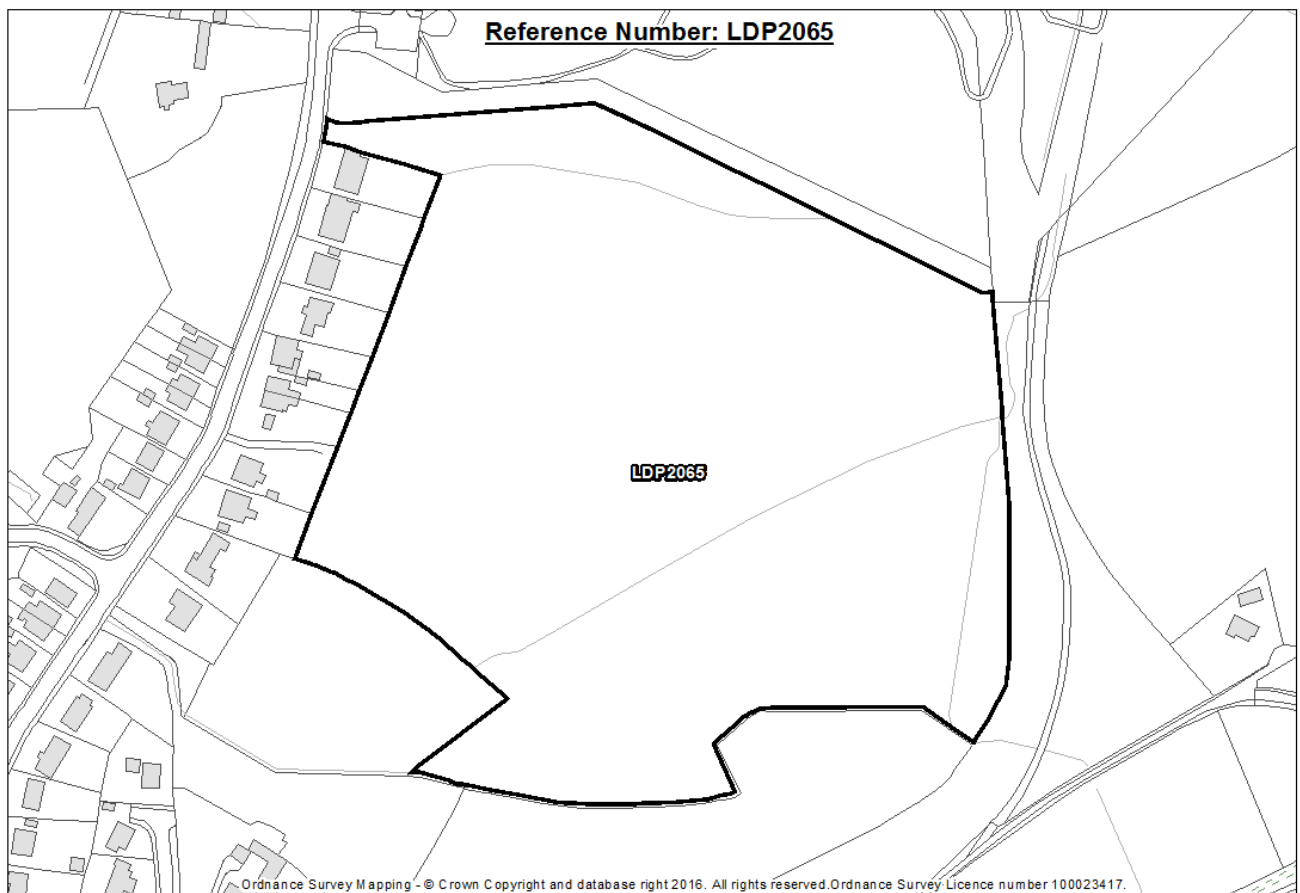 Reference Number: LDP2065
LDP2065
Ordnance Survey Mapping - © Crown Copyright and database right 2016. All rights reserved.Ordnance Survey Licence number 100023417.